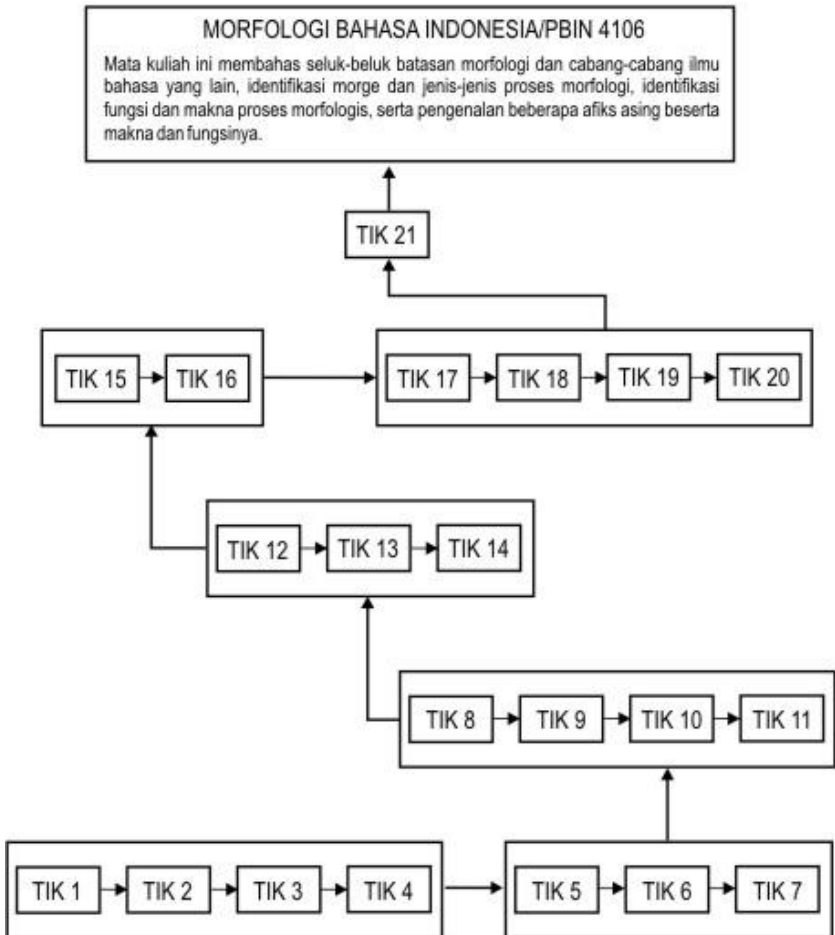 MORFOLOGI BAHASA INDONESIA/PBIN 4106
Mata kuliah ini membahas seluk-beluk batasan morfologi dan cabang-cabang ilmu
bahasa yang lain, identifikasi morge dan jenis-jenis proses morfologi, identifikasi
fungsi dan makna proses morfologis, serta pengenalan beberapa afiks asing beserta
makna dan fungsinya.
TIK 21
TIK 15 TIK 16 TIK 17 TIK 18 TIK 19 TIK 20
TIK 12 TIK 13 TIK 14
TIK 8 TIK 9 TIK 10 TIK 11
TIK 1 TIK 2 TIK 3 TIK 4 TIK 5 TIK 6 TIK 7